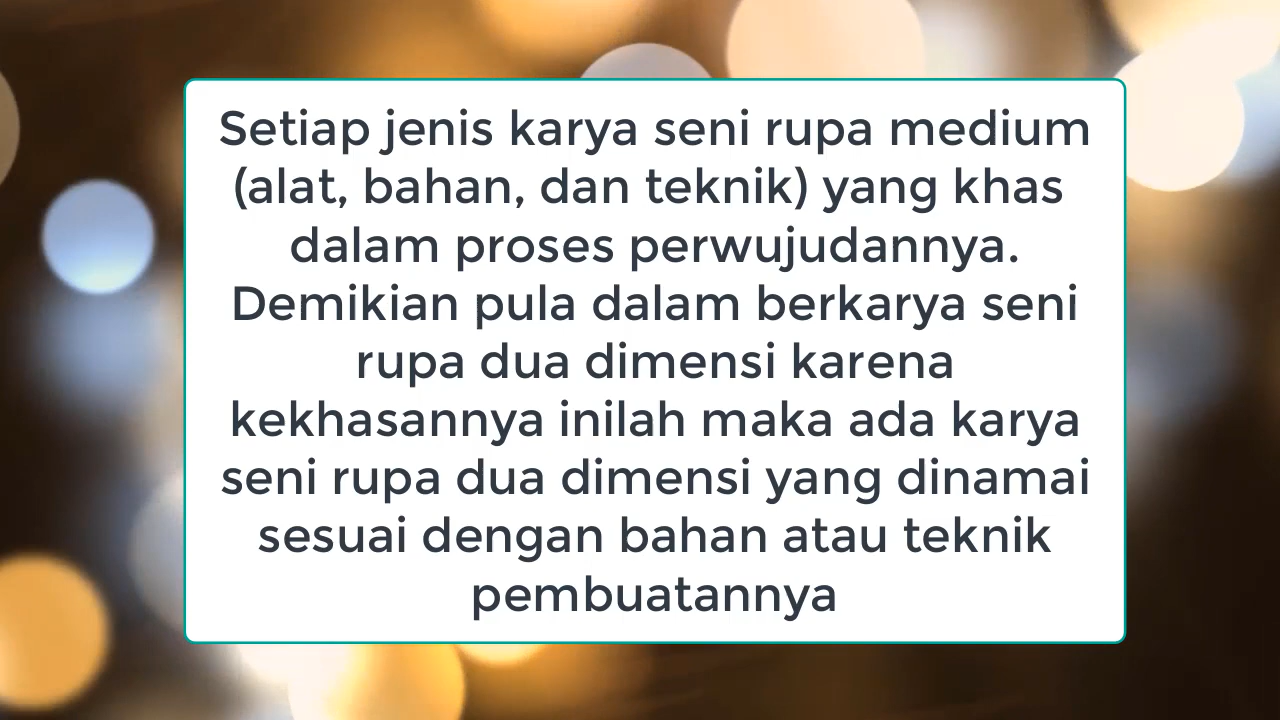 Setiap jenis karya seni rupa medium
(alat, bahan, dan teknik) yang khas
dalam proses perwujudannya.
Demikian pula dalam berkarya seni
rupa dua dimensi karena
kekhasannya inilah maka ada karya
seni rupa dua dimensi yang dinamai
sesuai dengan bahan atau teknik
pembuatannya